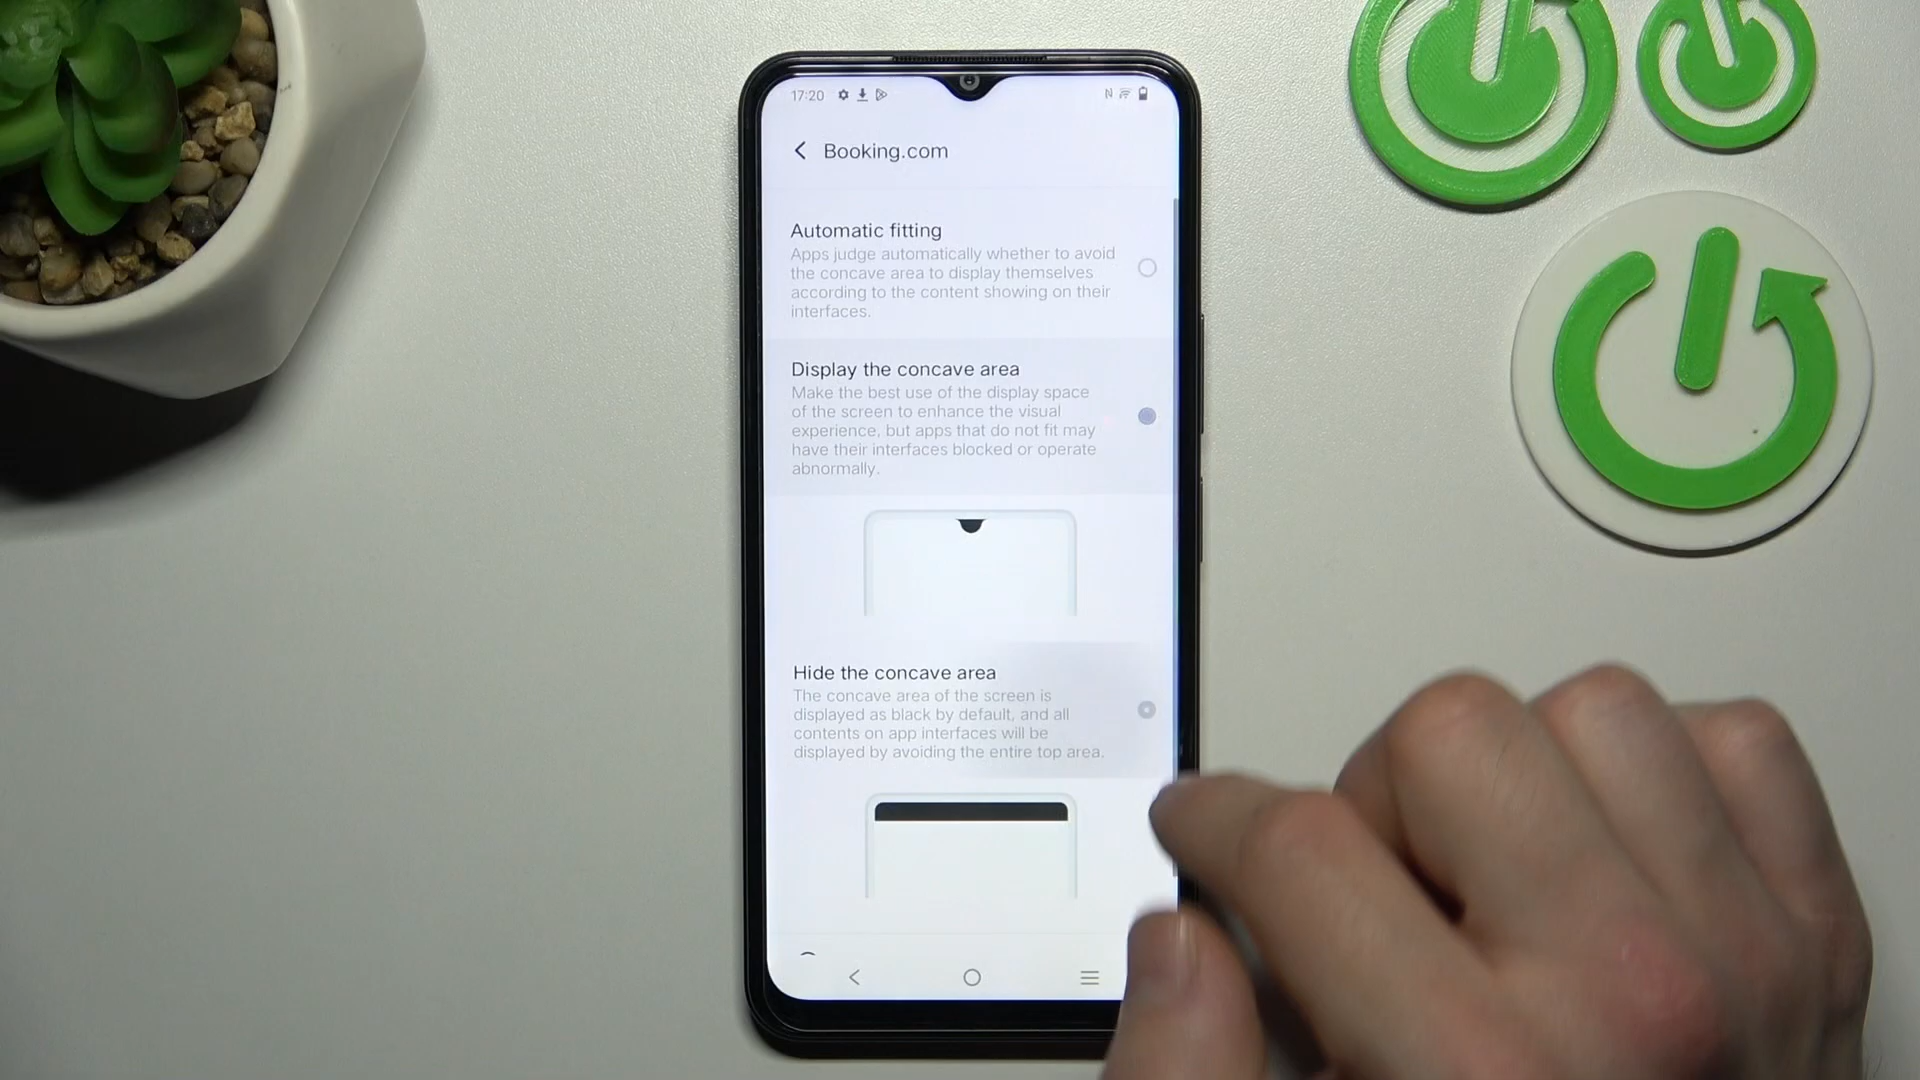 17:20
N
Booking.com
Automatic fitting
Apps judge automatically whether to avoid
the concave area to display themselves
according to the content showing on their
interfaces.
Display the concave area
Make the best use of the display space
of the screen to enhance the visual
experience, but apps that do not fit may
have their interfaces blocked or operate
abnormally.
Hide the concave area
The concave area of the screen is
displayed as black by default, and all
contents on app interfaces will be
displayed by avoiding the entire top area.